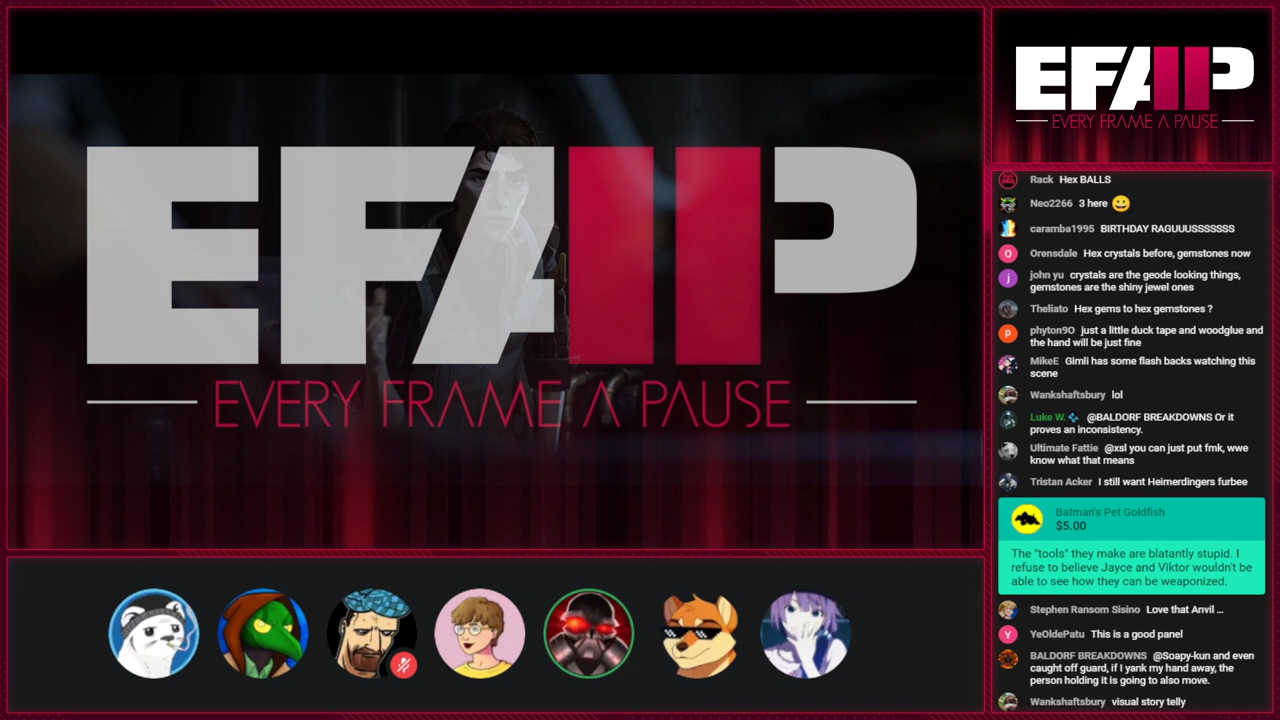 EFAP
EVERY FRAME A PAUSE
EFAP
EVERY FRAME A PAUSE
Rack Hex BALLS
Neo2266 3 here 😀
caramba1995 BIRTHDAY RAGUUUSSSSSSS
O Orensdale Hex crystals before, gemstones now
j john yu crystals are the geode looking things,
gemstones are the shiny jewel ones
Theliato Hex gems to hex gemstones ?
P phyton90 just a little duck tape and woodglue and
the hand will be just fine
MikeE Gimli has some flash backs watching this
scene
Wankshaftsbury lol
Luke W. @BALDORF BREAKDOWNS Or it
proves an inconsistency.
Ultimate Fattie @xsl you can just put fmk, wwe
know what that means
Tristan Acker I still want Heimerdingers furbee
Batman's Pet Goldfish
$5.00
The "tools" they make are blatantly stupid. I
refuse to believe Jayce and Viktor wouldn't be
able to see how they can be weaponized.
Stephen Ransom Sisino Love that Anvil ...
Y YeOldePatu This is a good panel
BALDORF BREAKDOWNS @Soapy-kun and even
caught off guard, if I yank my hand away, the
person holding it is going to also move.
Wankshaftsbury visual story telly